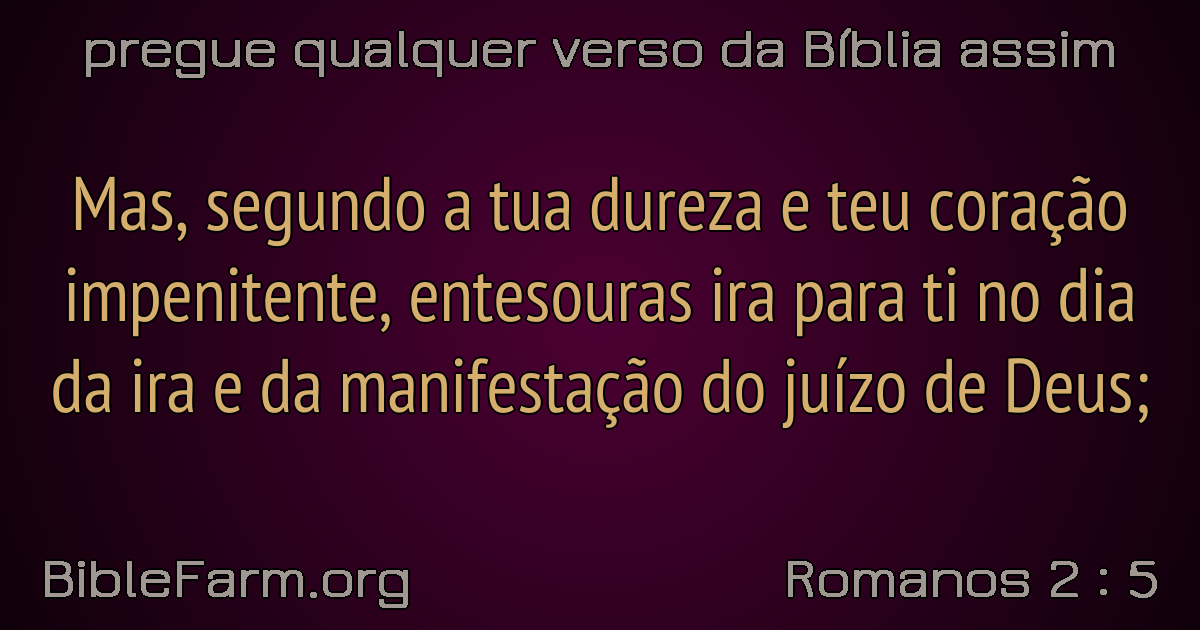 pregue qualquer verso da Bíblia assim
Mas, segundo a tua dureza e teu coração
impenitente, entesouras ira para ti no dia
da ira e da manifestação do juízo de Deus;
BibleFarm.org
Romanos 2 : 5